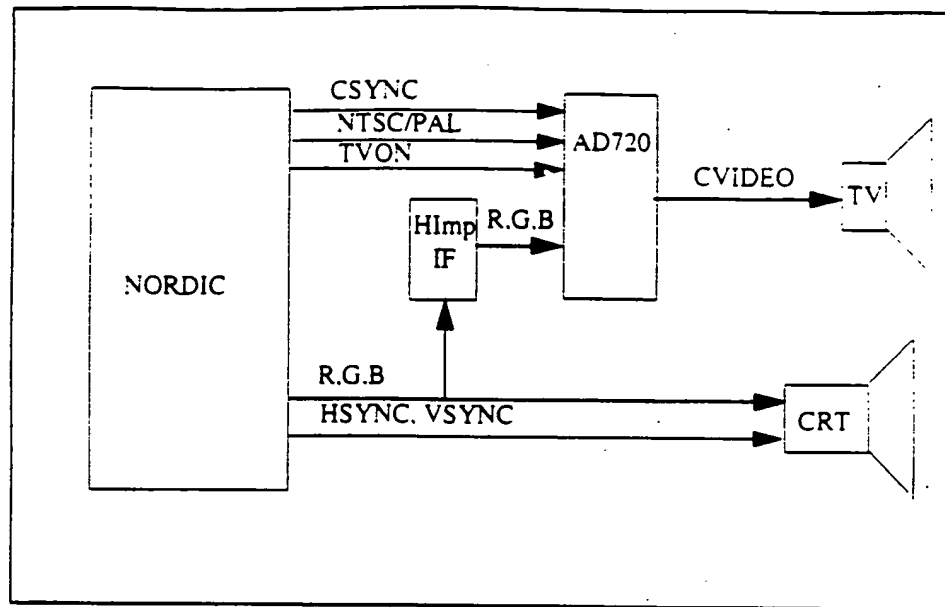 CSYNC
NTSC/PAL
TVON
AD720
CVIDEO
TV
HImp
IF
R.G.B
NORDIC
R.G.B
HSYNC. VSYNC
CRT